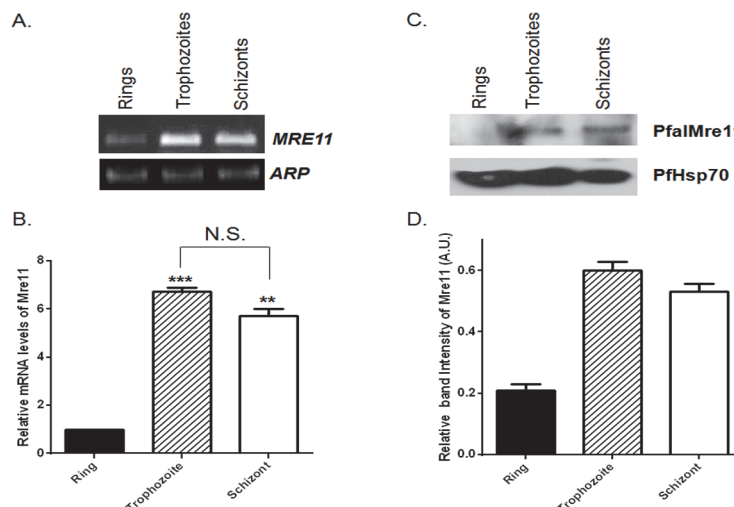 A.
Rings
Trophozoites
Schizonts
MRE11
ARP
B.
N.S.
Relative mRNA levels of Mre11
8
6
4
2
0
***
**
Ring
Trophozoite
Schizont
C.
Rings
Trophozoites
Schizonts
PfalMre1
PfHsp70
D.
Relative band Intensity of Mre11 (A.U.)
0.6
0.4
0.2
0.0
Ring
Trophozoite
Schizont